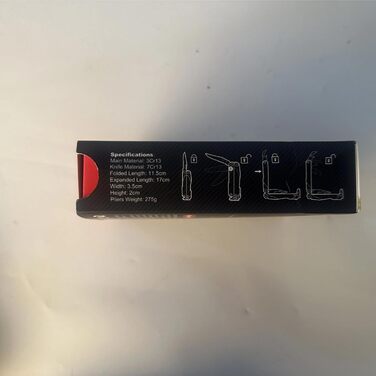 Specifications
Main Material: 3Cr13
Knife Material: 7Cr13
Folded Length: 11.5cm
Expanded Length: 17cm
Width: 3.5cm
Height: 2cm
Pliers Weight: 275g